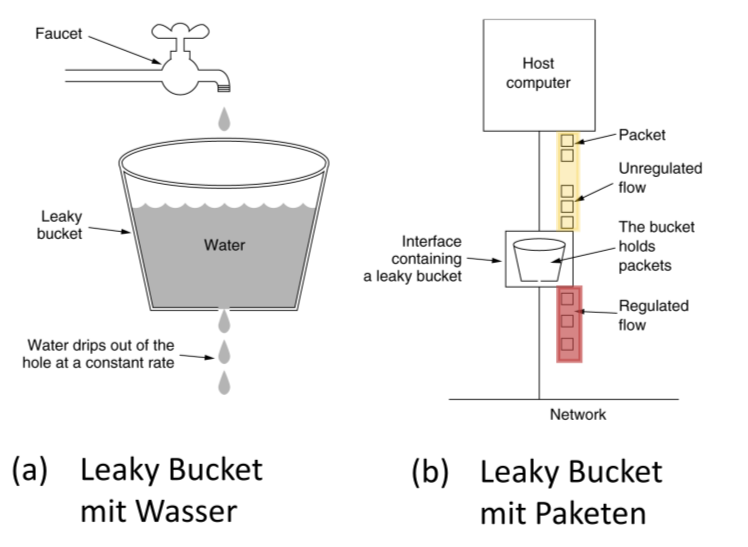 Faucet
Leaky
bucket
Water
Water drips out of the
hole at a constant rate
(a) Leaky Bucket
mit Wasser
Host
computer
Packet
Unregulated
flow
The bucket
holds
packets
Interface
containing
a leaky bucket
Regulated
flow
Network
(b) Leaky Bucket
mit Paketen